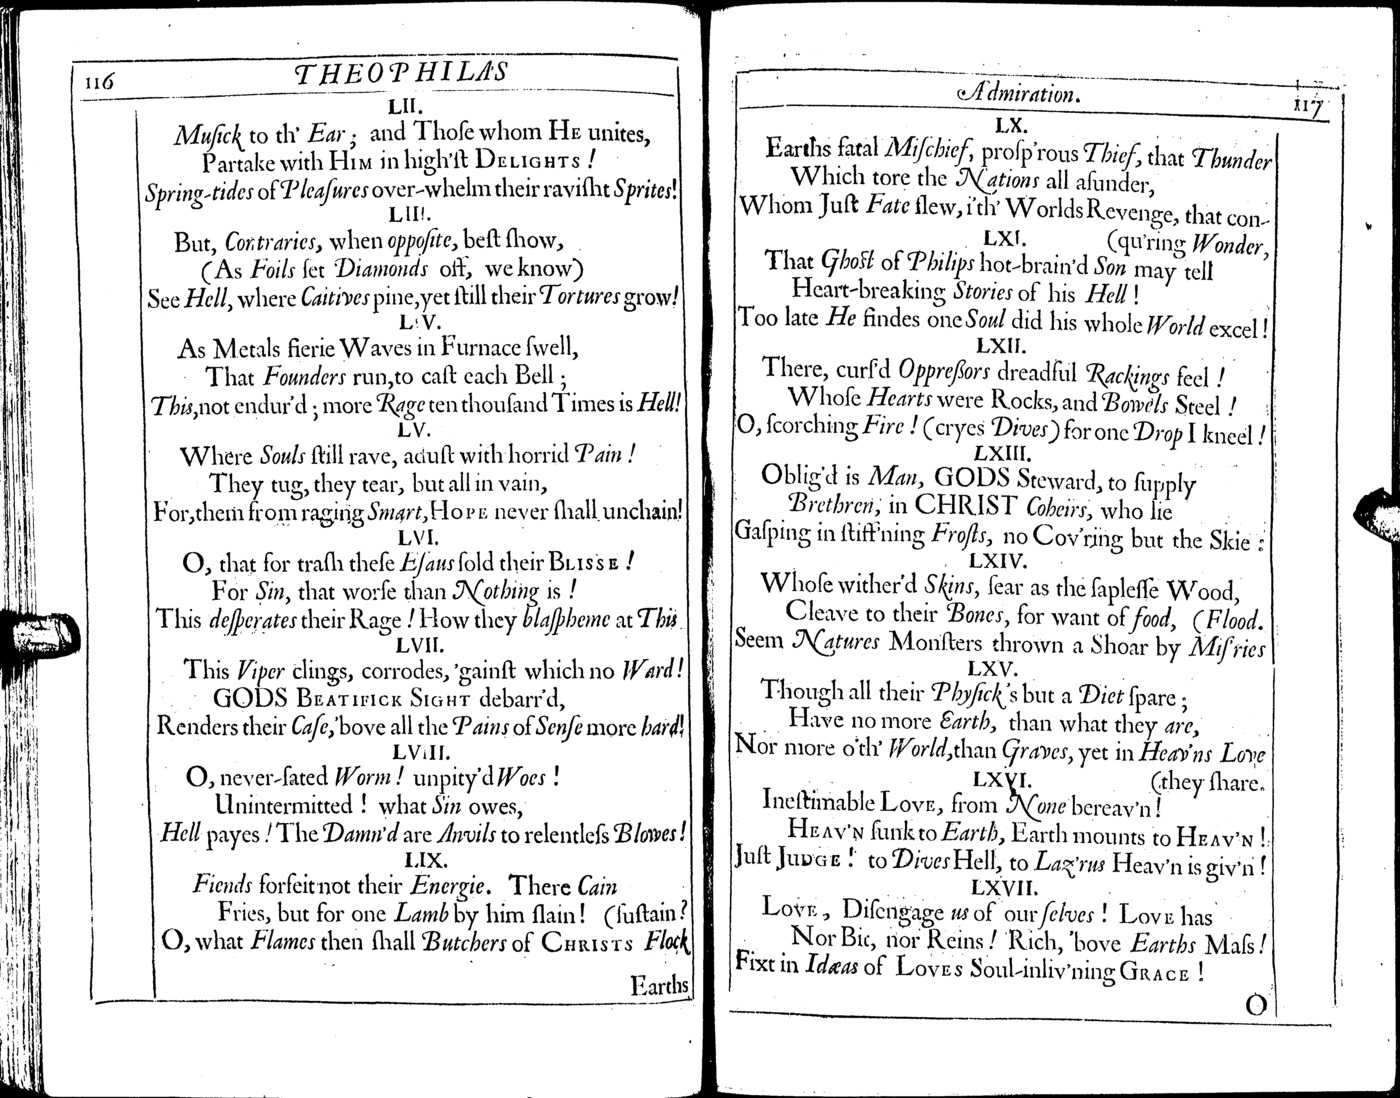 116
THEOPHILA'S
LII.
Muſick to th' Ear; and Thoſe whom HE unites,
Partake with HIM in high'ſt DELIGHTS !
Spring-tides of Pleaſures over-whelm their raviſht Sprites!
LIII.
But, Contraries, when oppoſite, beſt ſhow,
(As Foils ſet Diamonds off, we know)
See Hell, where Caitives pine, yet ſtill their Tortures grow!
LIV.
As Metals fierie Waves in Furnace ſwell,
That Founders run, to caſt each Bell ;
This, not endur'd ; more Rage ten thouſand Times is Hell!
LV.
Where Souls ſtill rave, aduſt with horrid Pain !
They tug, they tear, but all in vain,
For, them from raging Smart, HOPE never ſhall unchain!
LVI.
O, that for traſh theſe Eſaus ſold their BLISSE !
For Sin, that worſe than Nothing is !
This deſperates their Rage ! How they blaſpheme at This
LVII.
This Viper clings, corrodes, 'gainſt which no Ward!
GODS BEATIFICK SIGHT debarr'd,
Renders their Caſe, 'bove all the Pains of Senſe more hard!
LVIII.
O, never-ſated Worm ! unpity'd Woes !
Unintermitted ! what Sin owes,
Hell payes ! The Damn'd are Anvils to relentleſs Blowes !
LIX.
Fiends forfeit not their Energie. There Cain
Fries, but for one Lamb by him ſlain ! (ſuſtain?
O, what Flames then ſhall Butchers of CHRISTS Flock
Earths
Admiration.
117
LX.
Earths fatal Miſchief, proſp'rous Thief, that Thunder
Which tore the Nations all aſunder,
Whom Juſt Fate ſlew, i'th' Worlds Revenge, that con-
LXI. (qu'ring Wonder,
That Ghoſt of Philips hot-brain'd Son may tell
Heart-breaking Stories of his Hell !
Too late He findes one Soul did his whole World excel !
LXII.
There, curſ'd Oppreßors dreadful Rackings feel !
Whoſe Hearts were Rocks, and Bowels Steel !
O, ſcorching Fire ! (cryes Dives) for one Drop I kneel !
LXIII.
Oblig'd is Man, GODS Steward, to ſupply
Brethren, in CHRIST Coheirs, who lie
Gaſping in ſtiff'ning Froſts, no Cov'ring but the Skie :
LXIV.
Whoſe wither'd Skins, ſear as the ſapleſſe Wood,
Cleave to their Bones, for want of food, (Flood.
Seem Natures Monſters thrown a Shoar by Miſ'ries
LXV.
Though all their Phyſick's but a Diet ſpare ;
Have no more Earth, than what they are,
Nor more o'th' World, than Graves, yet in Heav'ns Love
LXVI. (they ſhare.
Ineſtimable LOVE, from None bereav'n !
HEAV'N ſunk to Earth, Earth mounts to HEAV'N !
Juſt JUDGE ! to Dives Hell, to Laz'rus Heav'n is giv'n !
LXVII.
LOVE, Diſengage us of our ſelves ! LOVE has
Nor Bit, nor Reins ! Rich, 'bove Earths Maſs !
Fixt in Idæas of LOVES Soul-inliv'ning GRACE !
O